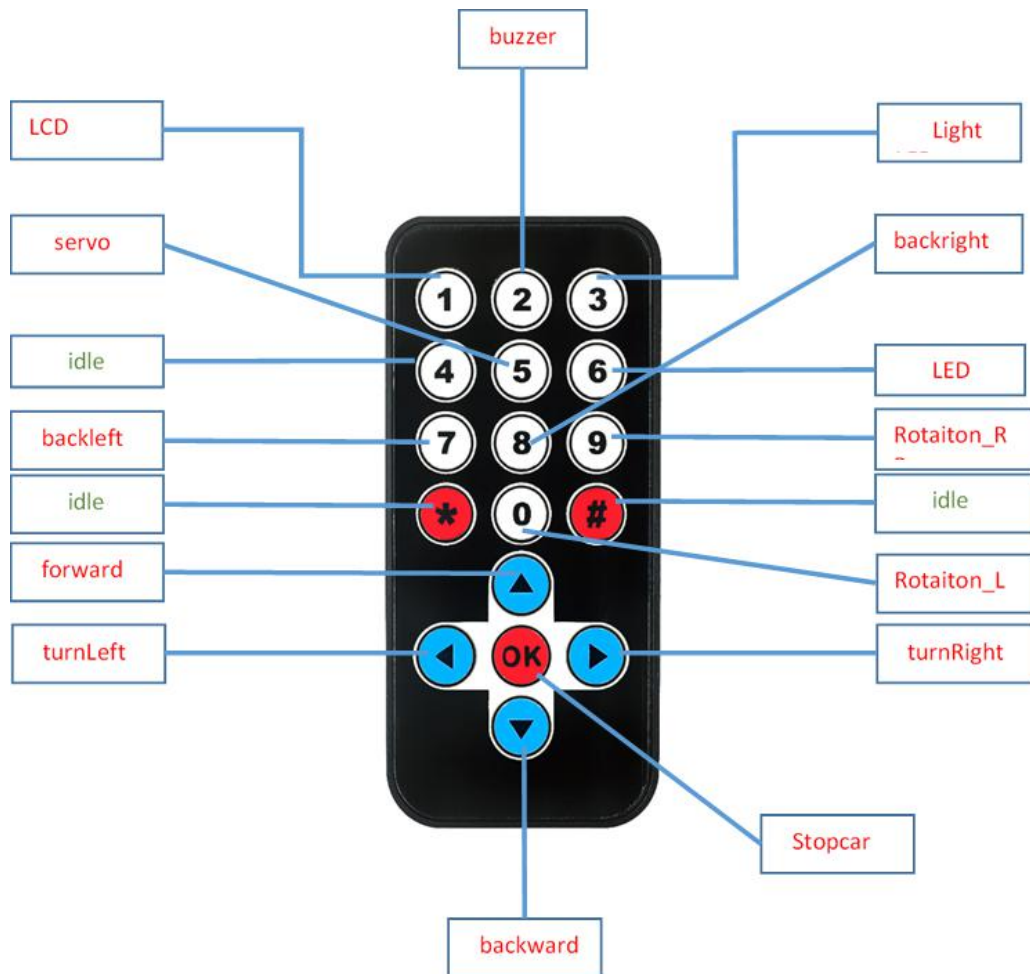 buzzer
LCD
Light
servo
backright
1 2 3
idle
4 5 6
LED
backleft
7 8 9
Rotaiton_R
idle
* 0 #
idle
forward
Rotaiton_L
turnLeft
OK
turnRight
Stopcar
backward